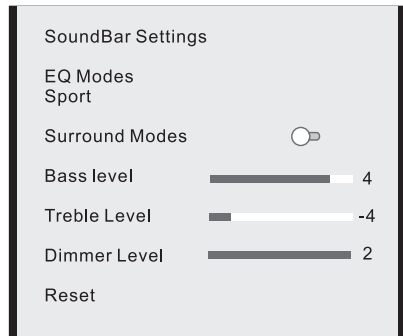 SoundBar Settings
EQ Modes
Sport
Surround Modes
Bass level 4
Treble Level -4
Dimmer Level 2
Reset